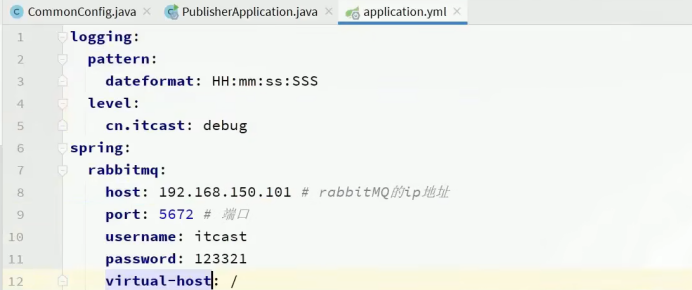 CommonConfig.java × PublisherApplication.java × application.yml ×
1 logging:
2 pattern:
3 dateformat: HH:mm:ss:SSS
4 level:
5 cn.itcast: debug
6 spring:
7 rabbitmq:
8 host: 192.168.150.101 # rabbitMQ的ip地址
9 port: 5672 # 端口
10 username: itcast
11 password: 123321
12 virtual-host: /